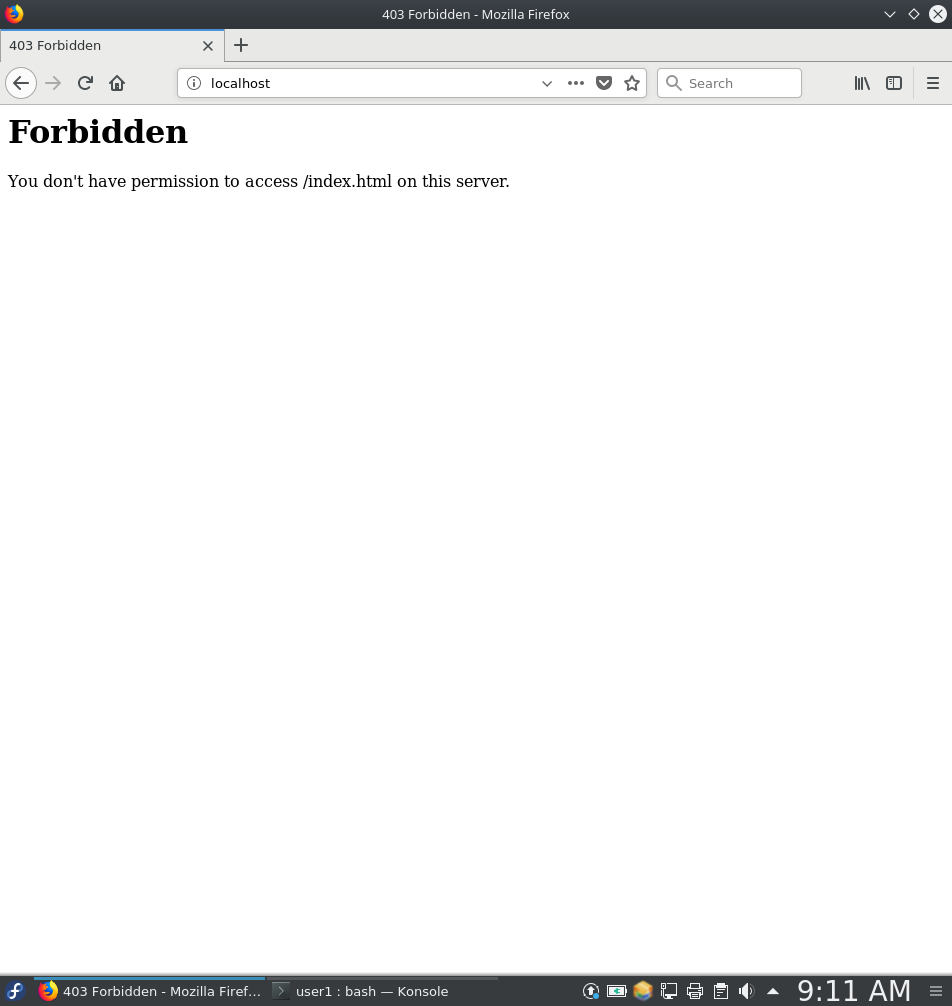 403 Forbidden - Mozilla Firefox
403 Forbidden
localhost
Search
Forbidden
You don't have permission to access /index.html on this server.
403 Forbidden - Mozilla Firef...
user1 : bash — Konsole
9:11 AM